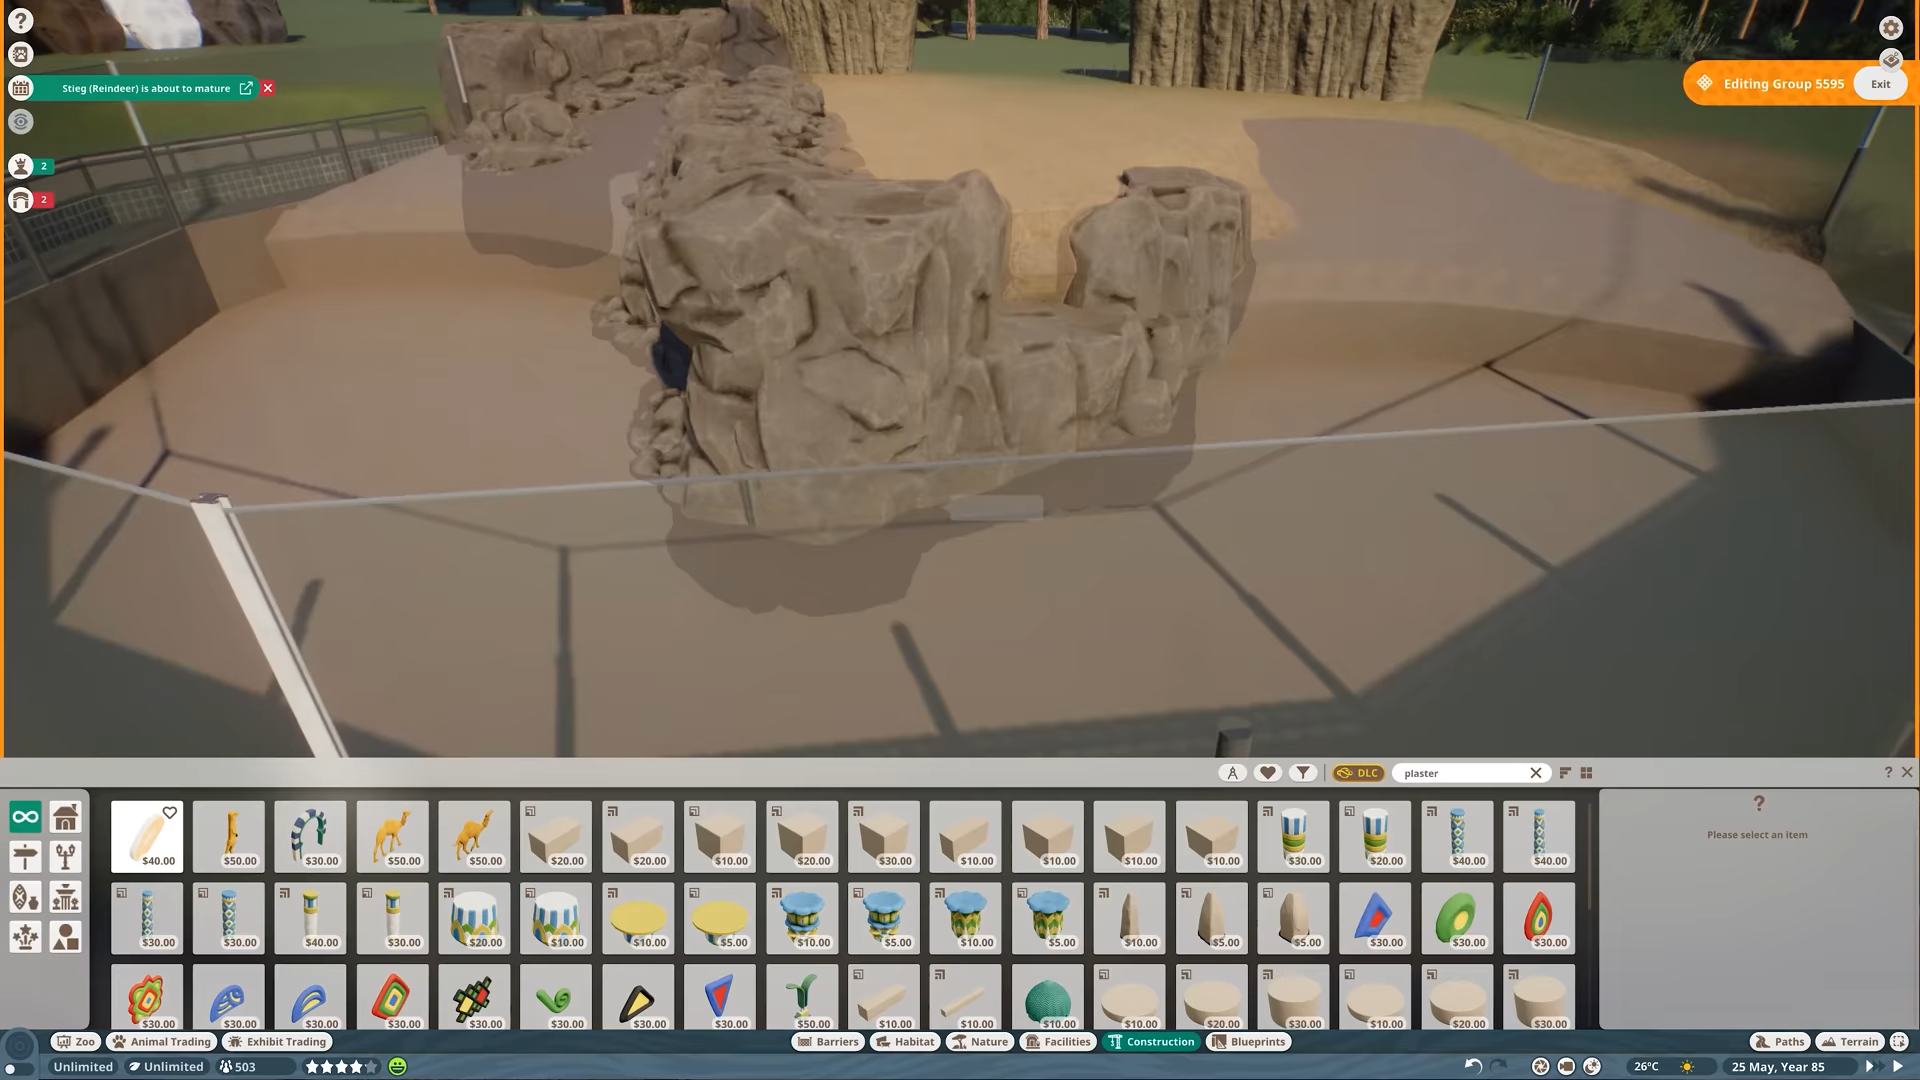 ?
Stieg (Reindeer) is about to mature
2
2
Editing Group 5595
Exit
DLC
plaster
?
$40.00 $50.00 $30.00 $50.00 $50.00 $20.00 $20.00 $10.00 $20.00 $30.00 $10.00 $10.00 $10.00 $10.00 $30.00 $20.00 $40.00 $40.00
$30.00 $30.00 $40.00 $30.00 $20.00 $10.00 $10.00 $5.00 $10.00 $5.00 $10.00 $5.00 $10.00 $5.00 $5.00 $30.00 $30.00 $30.00
$30.00 $30.00 $30.00 $30.00 $30.00 $30.00 $30.00 $30.00 $50.00 $10.00 $10.00 $10.00 $10.00 $20.00 $30.00 $10.00 $20.00 $30.00
?
Please select an item
Zoo Animal Trading Exhibit Trading Barriers Habitat Nature Facilities Construction Blueprints Paths Terrain
Unlimited Unlimited 503 26°C 25 May, Year 85